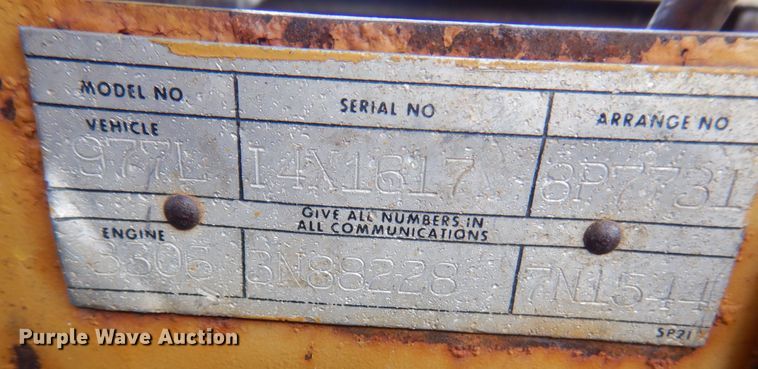 MODEL NO. SERIAL NO ARRANGE NO.
VEHICLE
977L 14X1617 8P7731
GIVE ALL NUMBERS IN
ALL COMMUNICATIONS
ENGINE
3306 3N88228 7N1544
SP21
Purple Wave Auction